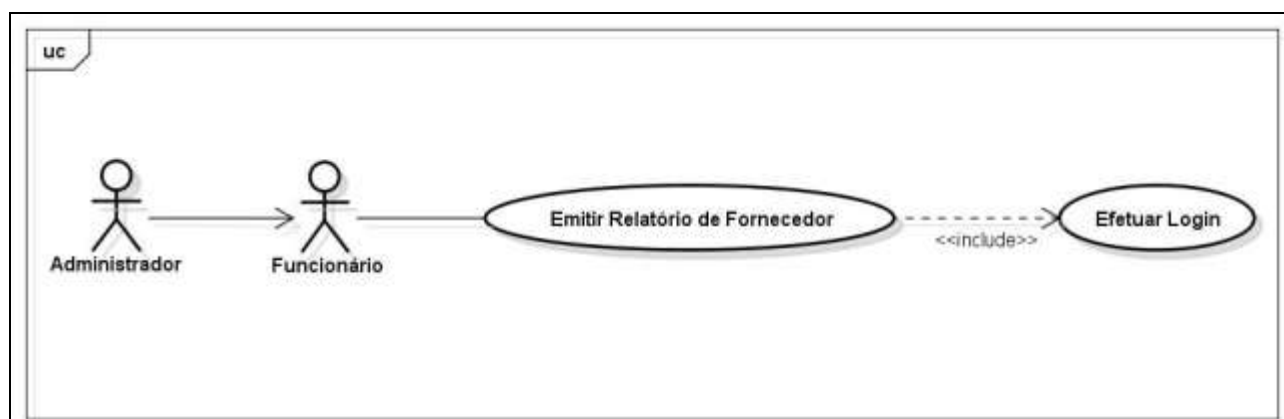 uc
Emitir Relatório de Fornecedor
Efetuar Login
<<include>>
Administrador
Funcionário